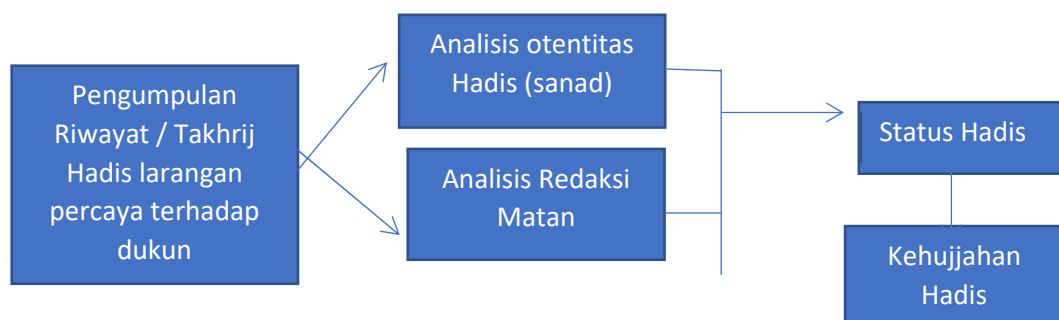 Pengumpulan
Riwayat / Takhrij
Hadis larangan
percaya terhadap
dukun
Analisis otentitas
Hadis (sanad)
Analisis Redaksi
Matan
Status Hadis
Kehujjahan
Hadis